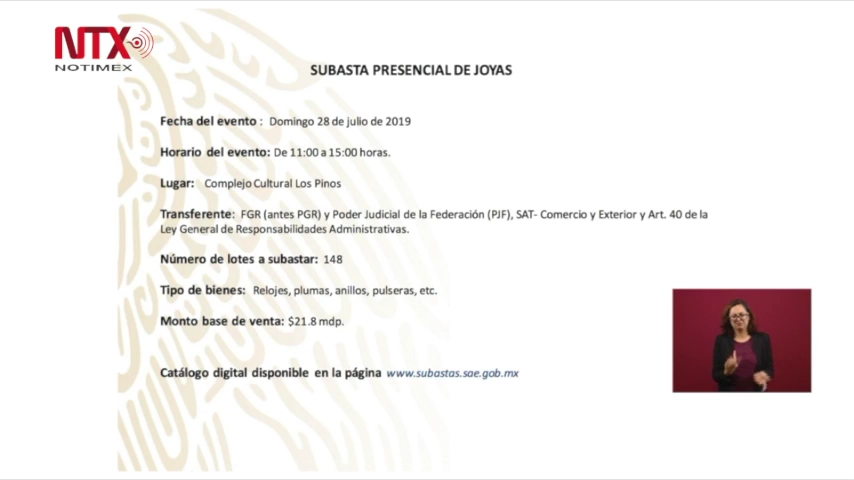 NTX
NOTIMEX
SUBASTA PRESENCIAL DE JOYAS
Fecha del evento : Domingo 28 de julio de 2019
Horario del evento: De 11:00 a 15:00 horas.
Lugar: Complejo Cultural Los Pinos
Transferente: FGR (antes PGR) y Poder Judicial de la Federación (PJF), SAT- Comercio y Exterior y Art. 40 de la
Ley General de Responsabilidades Administrativas.
Número de lotes a subastar: 148
Tipo de bienes: Relojes, plumas, anillos, pulseras, etc.
Monto base de venta: $21.8 mdp.
Catálogo digital disponible en la página www.subastas.sae.gob.mx